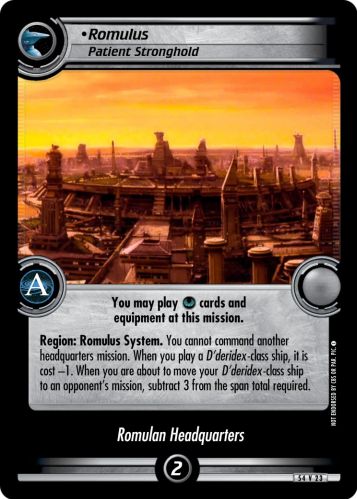 •Romulus
Patient Stronghold
A
You may play cards and
equipment at this mission.
Region: Romulus System. You cannot command another
headquarters mission. When you play a D'deridex-class ship, it is
cost –1. When you are about to move your D'deridex-class ship
to an opponent's mission, subtract 3 from the span total required.
Romulan Headquarters
2
54 V 23
NOT ENDORSED BY CBS OR PAR. PIC